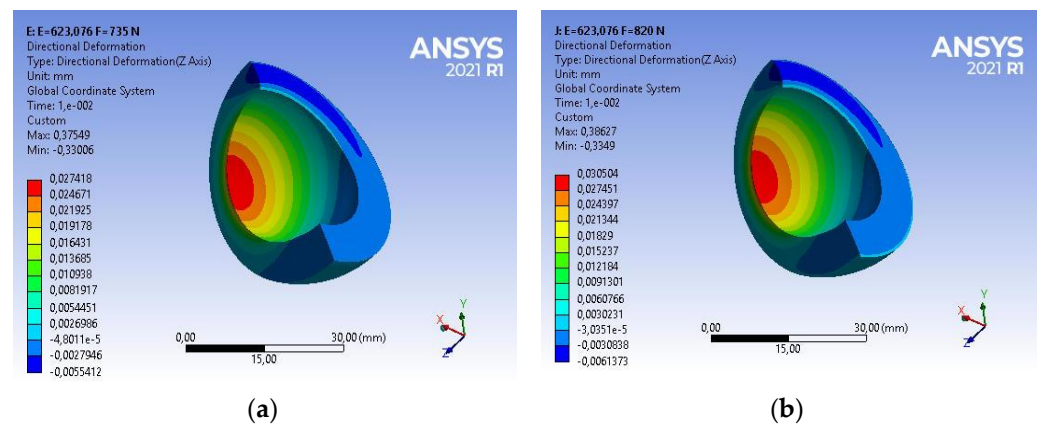 E: E=623,076 F=735 N
Directional Deformation
Type: Directional Deformation(Z Axis)
Unit: mm
Global Coordinate System
Time: 1,e-002
Custom
Max: 0,37549
Min: -0,33006
0,027418
0,024671
0,021925
0,019178
0,016431
0,013685
0,010938
0,0081917
0,0054451
0,0026986
-4,8011e-5
-0,0027946
-0,0055412
ANSYS
2021 R1
0,00
30,00 (mm)
15,00
X
Y
Z
(a)
J: E=623,076 F=820 N
Directional Deformation
Type: Directional Deformation(Z Axis)
Unit: mm
Global Coordinate System
Time: 1,e-002
Custom
Max: 0,38627
Min: -0,3349
0,030504
0,027451
0,024397
0,021344
0,01829
0,015237
0,012184
0,0091301
0,0060766
0,0030231
-3,0351e-5
-0,0030838
-0,0061373
ANSYS
2021 R1
0,00
30,00 (mm)
15,00
X
Y
Z
(b)